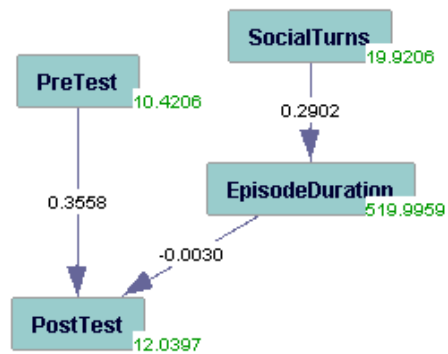 SocialTurns
19.9206
PreTest
10.4206
0.2902
EpisodeDuration
519.9959
0.3558
-0.0030
PostTest
12.0397